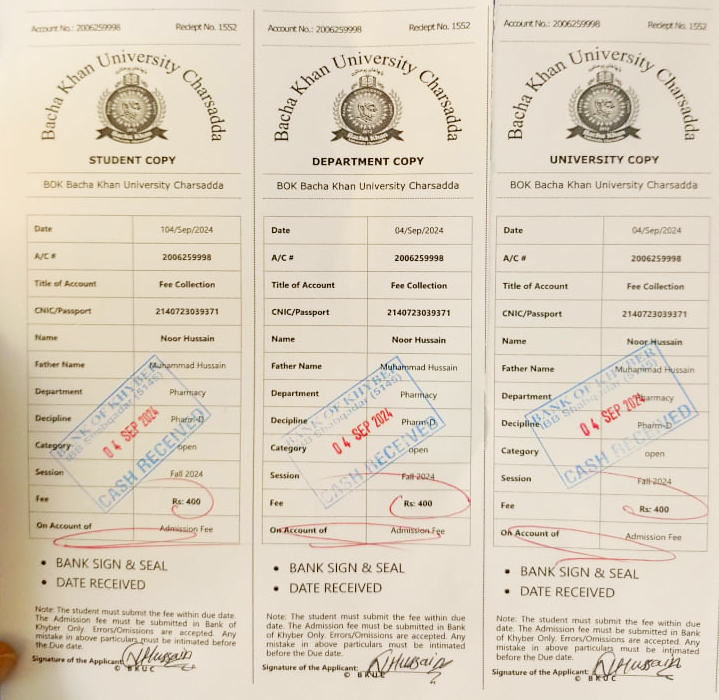 Account No.: 2006259998 Reciept No. 1552
Bacha Khan University Charsadda
STUDENT COPY
BOK Bacha Khan University Charsadda
Date 104/Sep/2024
A/C # 2006259998
Title of Account Fee Collection
CNIC/Passport 2140723039371
Name Noor Hussain
Father Name Muhammad Hussain
Department Pharmacy
Decipline Pharm-D
Category open
Session Fall 2024
Fee Rs: 400
On Account of Admission Fee
BANK OF KHYBER
04 SEP 2024
CASH RECEIVED
• BANK SIGN & SEAL
• DATE RECEIVED
Note: The student must submit the fee within due date.
The Admission fee must be submitted in Bank of
Khyber Only. Errors/Omissions are accepted. Any
mistake in above particulars must be intimated before
the Due date.
Signature of the Applicant: NHussain
© BKUC
Account No.: 2006259998 Reciept No. 1552
Bacha Khan University Charsadda
DEPARTMENT COPY
BOK Bacha Khan University Charsadda
Date 04/Sep/2024
A/C # 2006259998
Title of Account Fee Collection
CNIC/Passport 2140723039371
Name Noor Hussain
Father Name Muhammad Hussain
Department Pharmacy
Decipline Pharm-D
Category open
Session Fall 2024
Fee Rs: 400
On Account of Admission Fee
BANK OF KHYBER
IBB Shabqadar (5145)
04 SEP 2024
CASH RECEIVED
• BANK SIGN & SEAL
• DATE RECEIVED
Note: The student must submit the fee within due
date. The Admission fee must be submitted in Bank of
Khyber Only. Errors/Omissions are accepted. Any
mistake in above particulars must be intimated
before the Due date.
Signature of the Applicant: NHussain
© BKUC
Account No.: 2006259998 Reciept No. 1552
Bacha Khan University Charsadda
UNIVERSITY COPY
BOK Bacha Khan University Charsadda
Date 04/Sep/2024
A/C # 2006259998
Title of Account Fee Collection
CNIC/Passport 2140723039371
Name Noor Hussain
Father Name Muhammad Hussain
Department Pharmacy
Decipline Pharm-D
Category open
Session Fall 2024
Fee Rs: 400
On Account of Admission Fee
BANK OF KHYBER
IBB Shabqadar (5145)
04 SEP 2024
CASH RECEIVED
• BANK SIGN & SEAL
• DATE RECEIVED
Note: The student must submit the fee within due
date. The Admission fee must be submitted in Bank of
Khyber Only. Errors/Omissions are accepted. Any
mistake in above particulars must be intimated before
the Due date.
Signature of the Applicant: NHussain
© BKUC